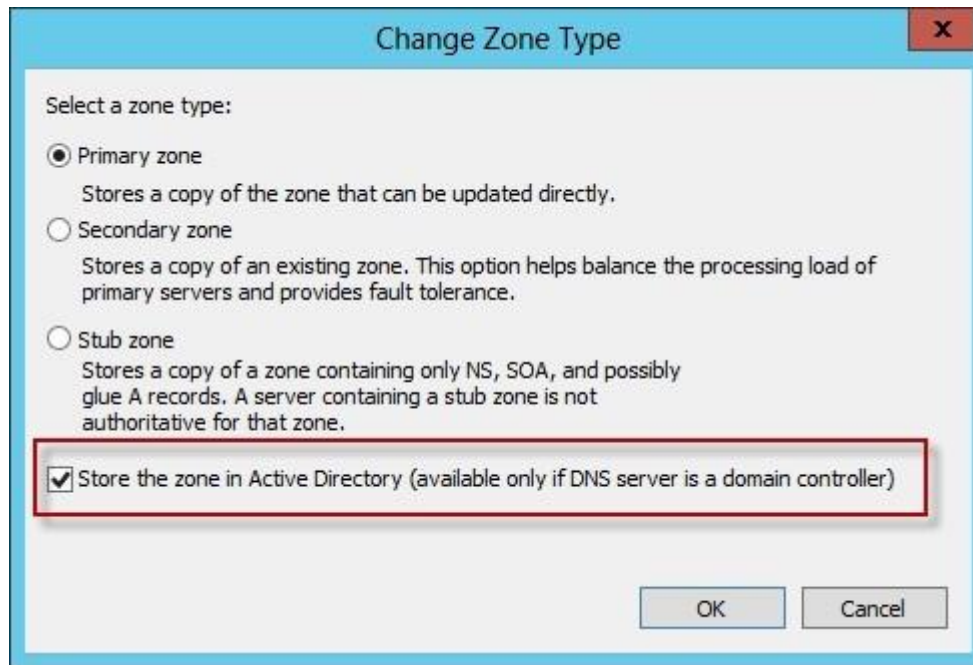 Change Zone Type
x
Select a zone type:
Primary zone
Stores a copy of the zone that can be updated directly.
Secondary zone
Stores a copy of an existing zone. This option helps balance the processing load of
primary servers and provides fault tolerance.
Stub zone
Stores a copy of a zone containing only NS, SOA, and possibly
glue A records. A server containing a stub zone is not
authoritative for that zone.
Store the zone in Active Directory (available only if DNS server is a domain controller)
OK Cancel